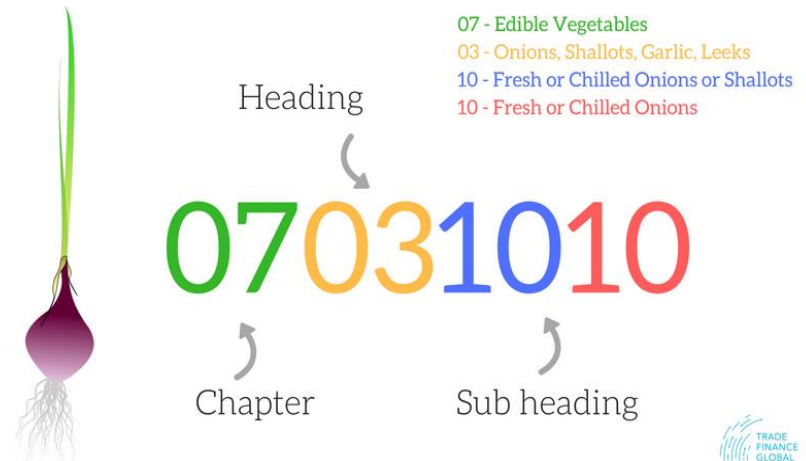 07 - Edible Vegetables
03 - Onions, Shallots, Garlic, Leeks
10 - Fresh or Chilled Onions or Shallots
10 - Fresh or Chilled Onions
Heading
07031010
Chapter
Sub heading
TRADE
FINANCE
GLOBAL